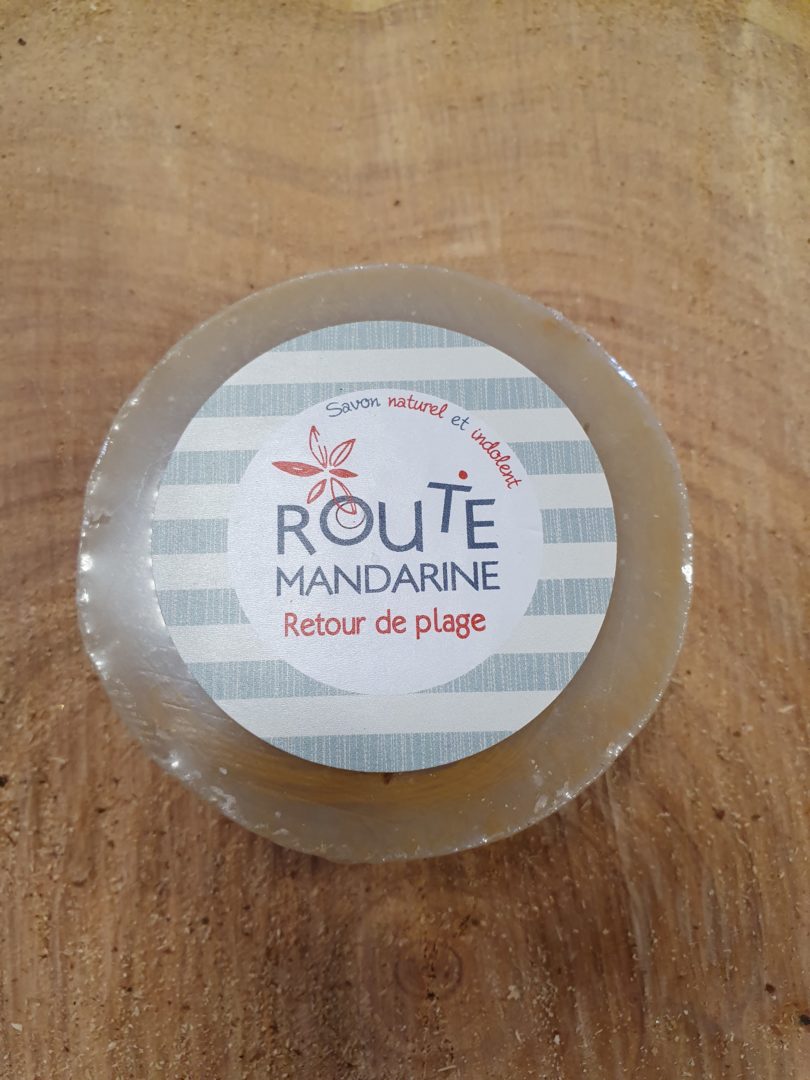 Savon naturel et indolent
ROUTE
MANDARINE
Retour de plage